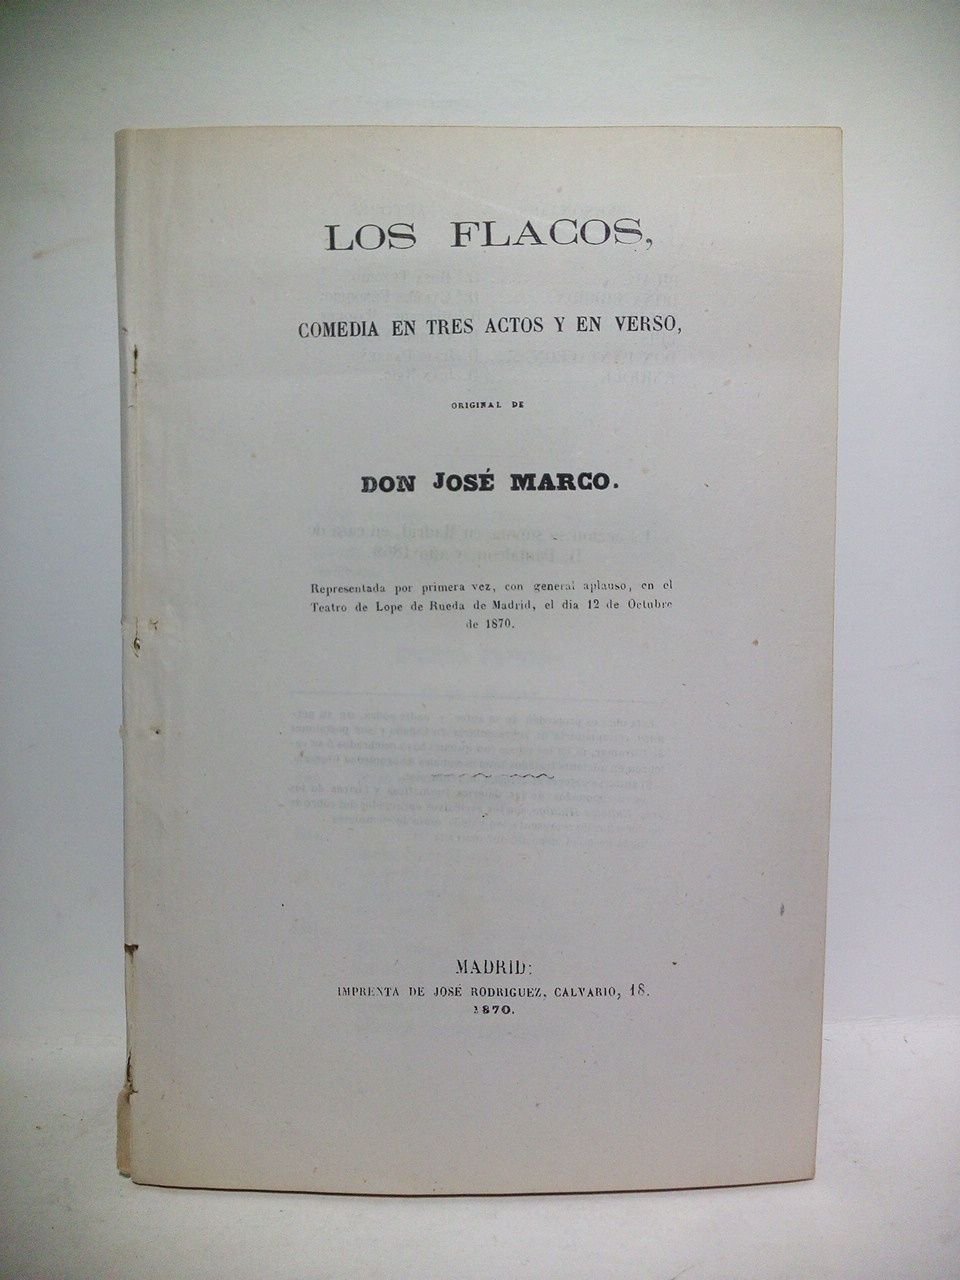 LOS FLACOS,
COMEDIA EN TRES ACTOS Y EN VERSO,
ORIGINAL DE
DON JOSÉ MARCO.
Representada por primera vez, con general aplauso, en el
Teatro de Lope de Rueda de Madrid, el dia 12 de Octubre
de 1870.
MADRID:
IMPRENTA DE JOSÉ RODRIGUEZ, CALVARIO, 18.
1870.